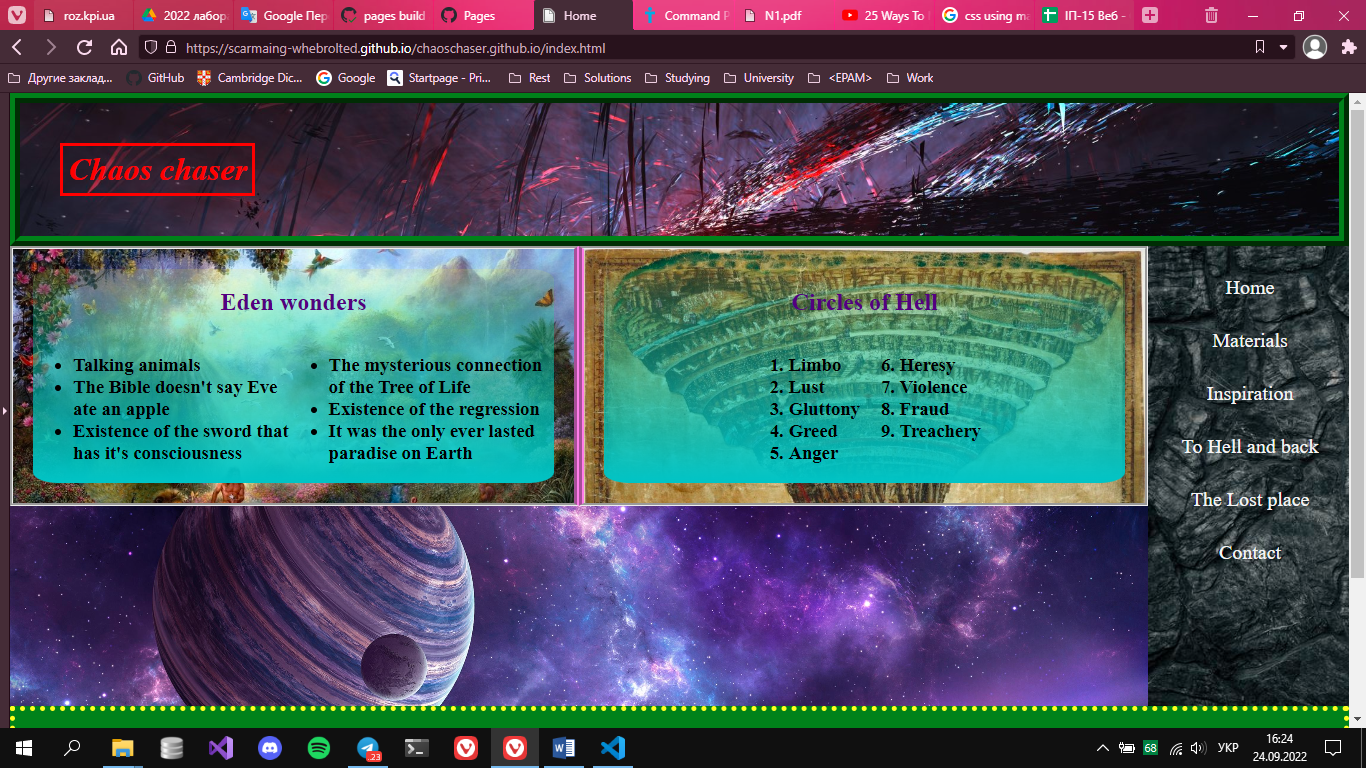 roz.kpi.ua
2022 лабор
Google Пер
pages build
Pages
Home
Command P
N1.pdf
25 Ways To
css using ma
ІП-15 Веб -
https://scarmaing-whebrolted.github.io/chaoschaser.github.io/index.html
Другие заклад...
GitHub
Cambridge Dic...
Google
Startpage - Pri...
Rest
Solutions
Studying
University
<EPAM>
Work
Chaos chaser
Eden wonders
• Talking animals
• The Bible doesn't say Eve
ate an apple
• Existence of the sword that
has it's consciousness
• The mysterious connection
of the Tree of Life
• Existence of the regression
• It was the only ever lasted
paradise on Earth
Circles of Hell
1. Limbo
2. Lust
3. Gluttony
4. Greed
5. Anger
6. Heresy
7. Violence
8. Fraud
9. Treachery
Home
Materials
Inspiration
To Hell and back
The Lost place
Contact
23
68
УКР
16:24
24.09.2022